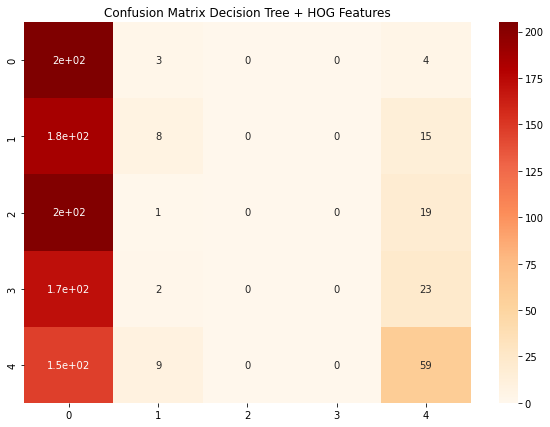 Confusion Matrix Decision Tree + HOG Features
0 2e+02 3 0 0 4
1 1.8e+02 8 0 0 15
2 2e+02 1 0 0 19
3 1.7e+02 2 0 0 23
4 1.5e+02 9 0 0 59
0 1 2 3 4
200
175
150
125
100
75
50
25
0